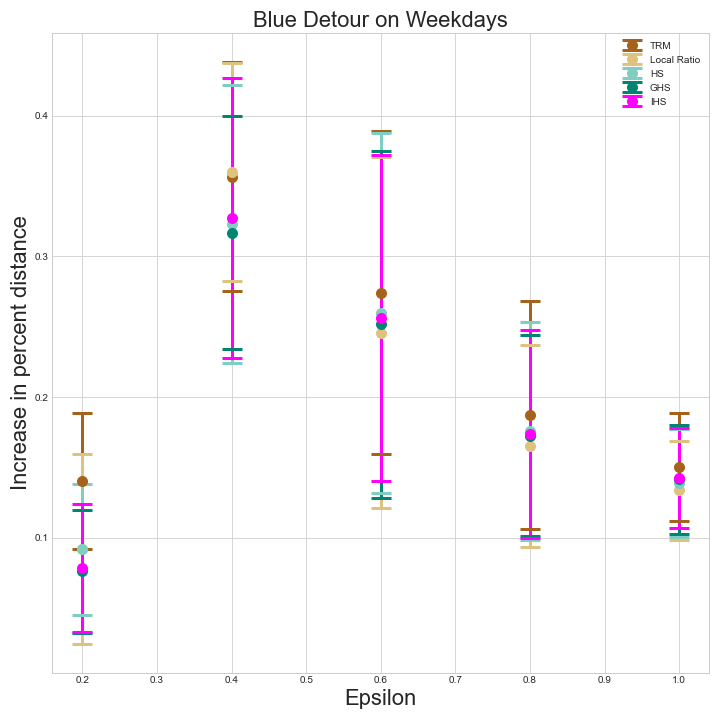 Blue Detour on Weekdays
TRM
Local Ratio
HS
GHS
IHS
0.4
0.3
0.2
0.1
Increase in percent distance
0.2 0.3 0.4 0.5 0.6 0.7 0.8 0.9 1.0
Epsilon